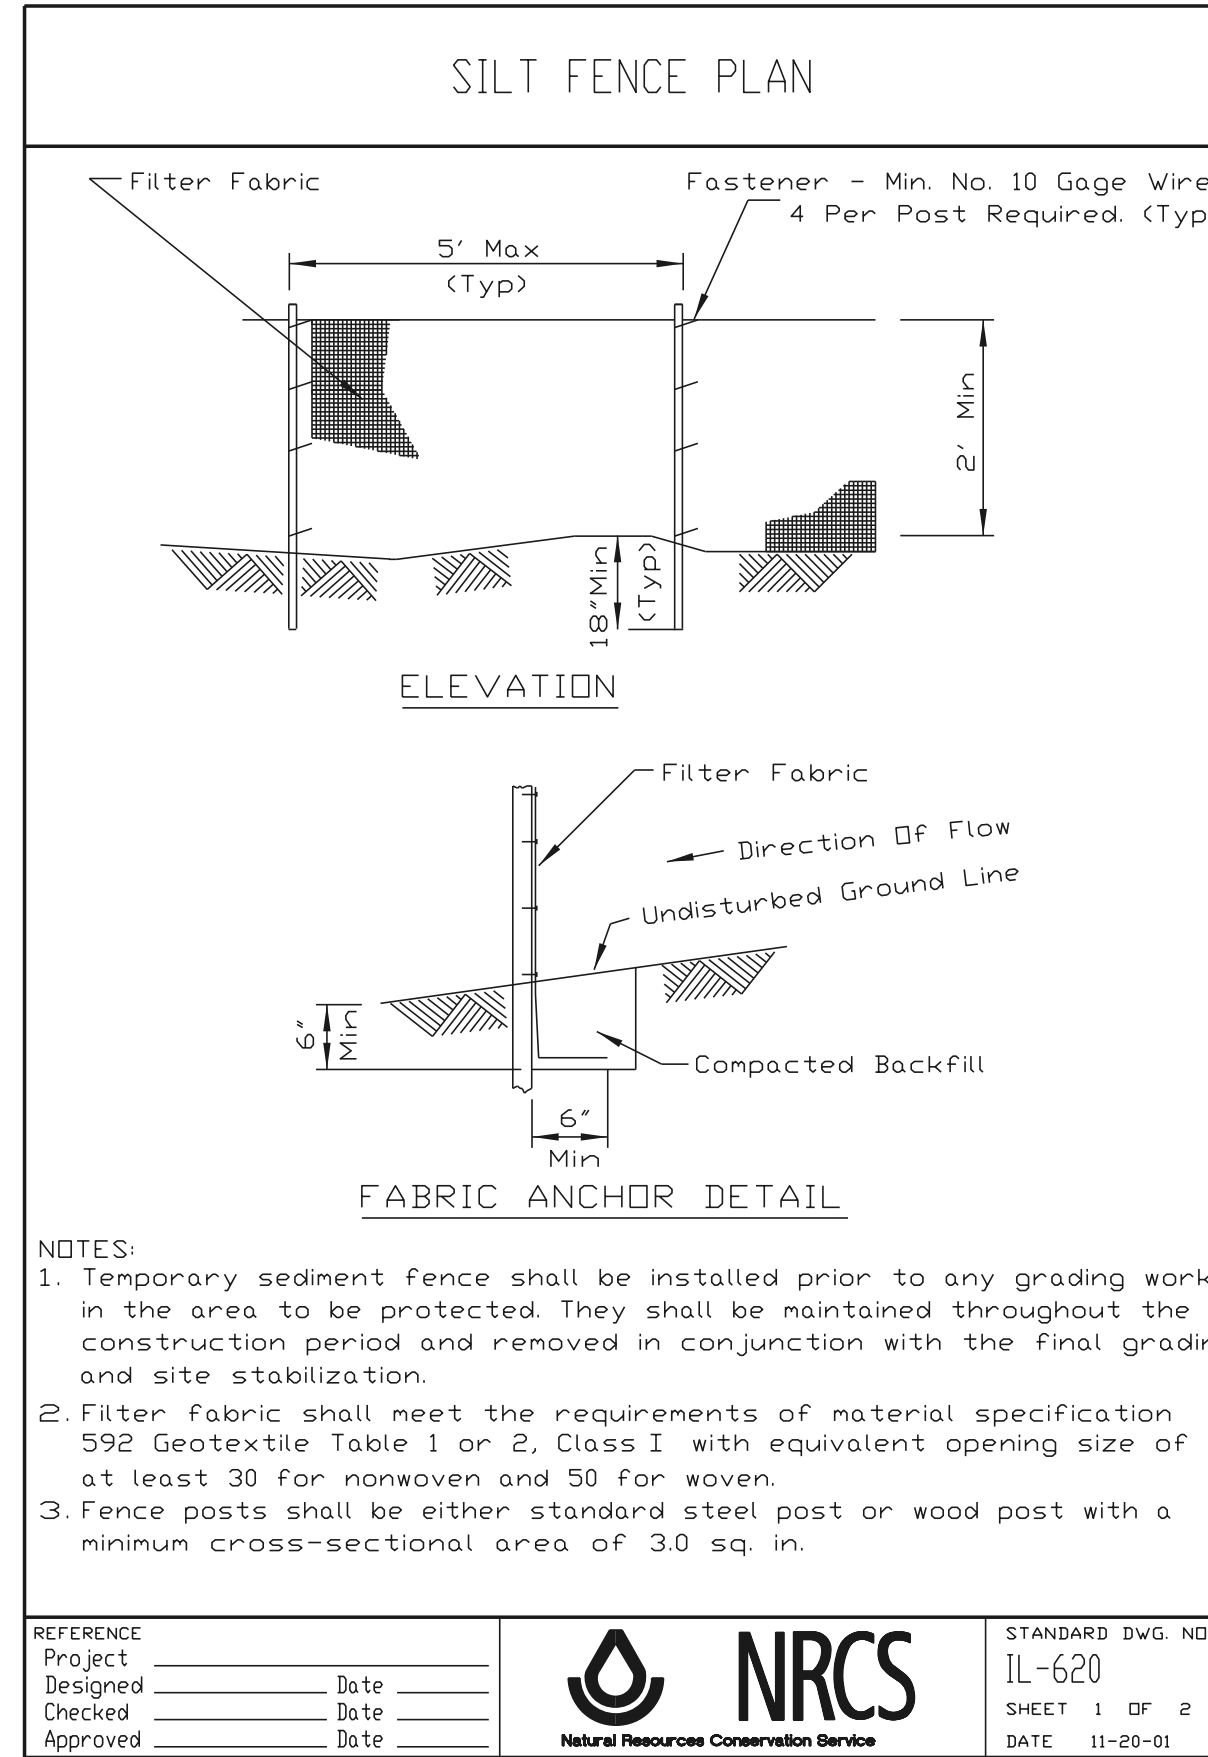 SILT FENCE PLAN
Filter Fabric
Fastener - Min. No. 10 Gage Wire
4 Per Post Required. (Typ
5' Max
(Typ)
2' Min
18"Min
(Typ)
ELEVATION
Filter Fabric
Direction Of Flow
Undisturbed Ground Line
6"
Min
Compacted Backfill
6"
Min
FABRIC ANCHOR DETAIL
NOTES:
1. Temporary sediment fence shall be installed prior to any grading work
in the area to be protected. They shall be maintained throughout the
construction period and removed in conjunction with the final gradin
and site stabilization.
2. Filter fabric shall meet the requirements of material specification
592 Geotextile Table 1 or 2, Class I with equivalent opening size of
at least 30 for nonwoven and 50 for woven.
3. Fence posts shall be either standard steel post or wood post with a
minimum cross-sectional area of 3.0 sq. in.
REFERENCE
Project
Designed Date
Checked Date
Approved Date
NRCS
Natural Resources Conservation Service
STANDARD DWG. NO
IL-620
SHEET 1 OF 2
DATE 11-20-01